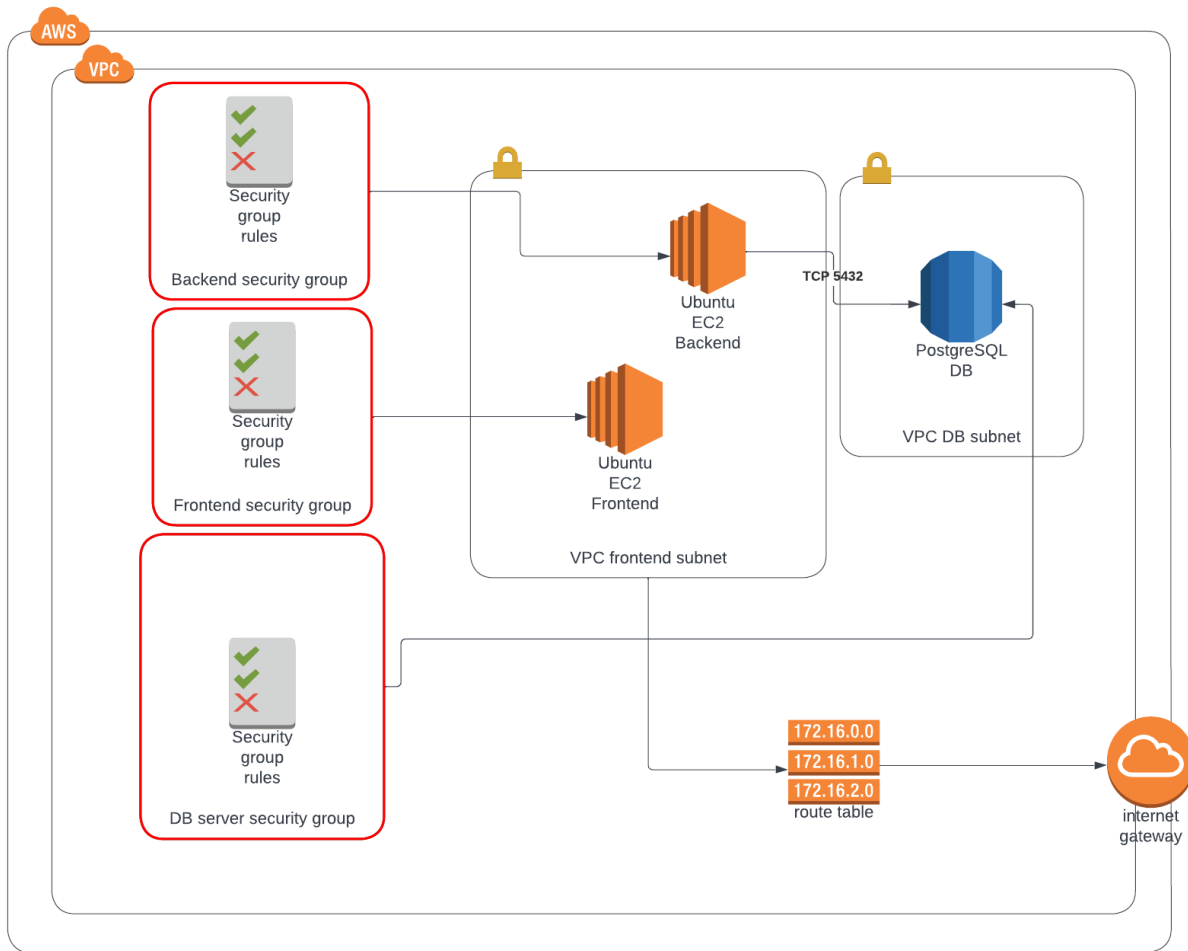 AWS
VPC
Security
group
rules
Backend security group
Security
group
rules
Frontend security group
Security
group
rules
DB server security group
Ubuntu
EC2
Backend
Ubuntu
EC2
Frontend
VPC frontend subnet
TCP 5432
PostgreSQL
DB
VPC DB subnet
172.16.0.0
172.16.1.0
172.16.2.0
route table
internet
gateway